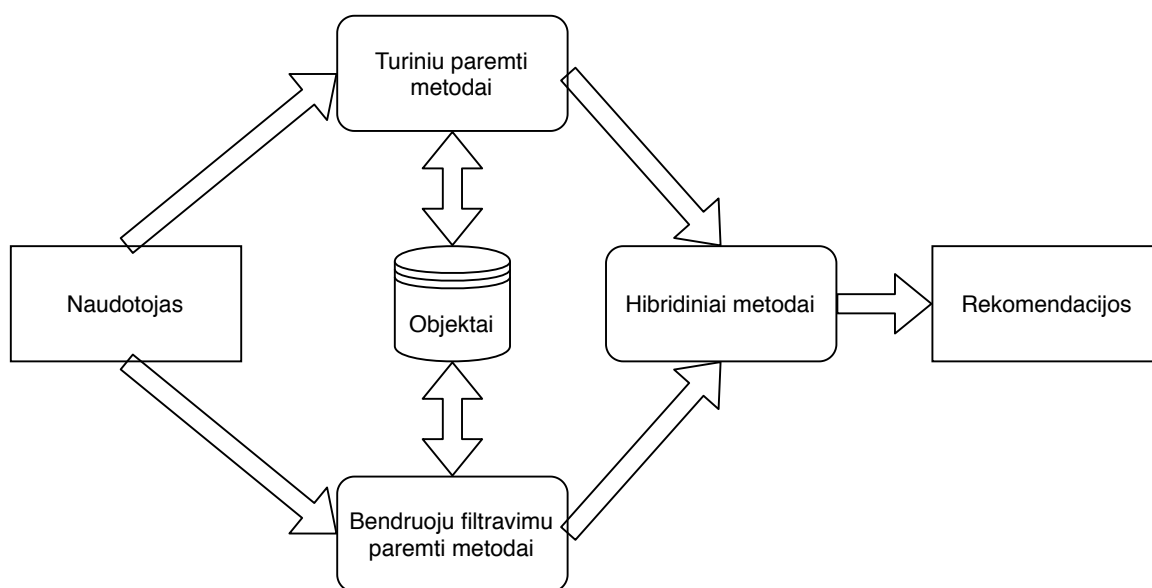 Turiniu paremti
metodai
Naudotojas
Objektai
Hibridiniai metodai
Rekomendacijos
Bendruoju filtravimu
paremti metodai